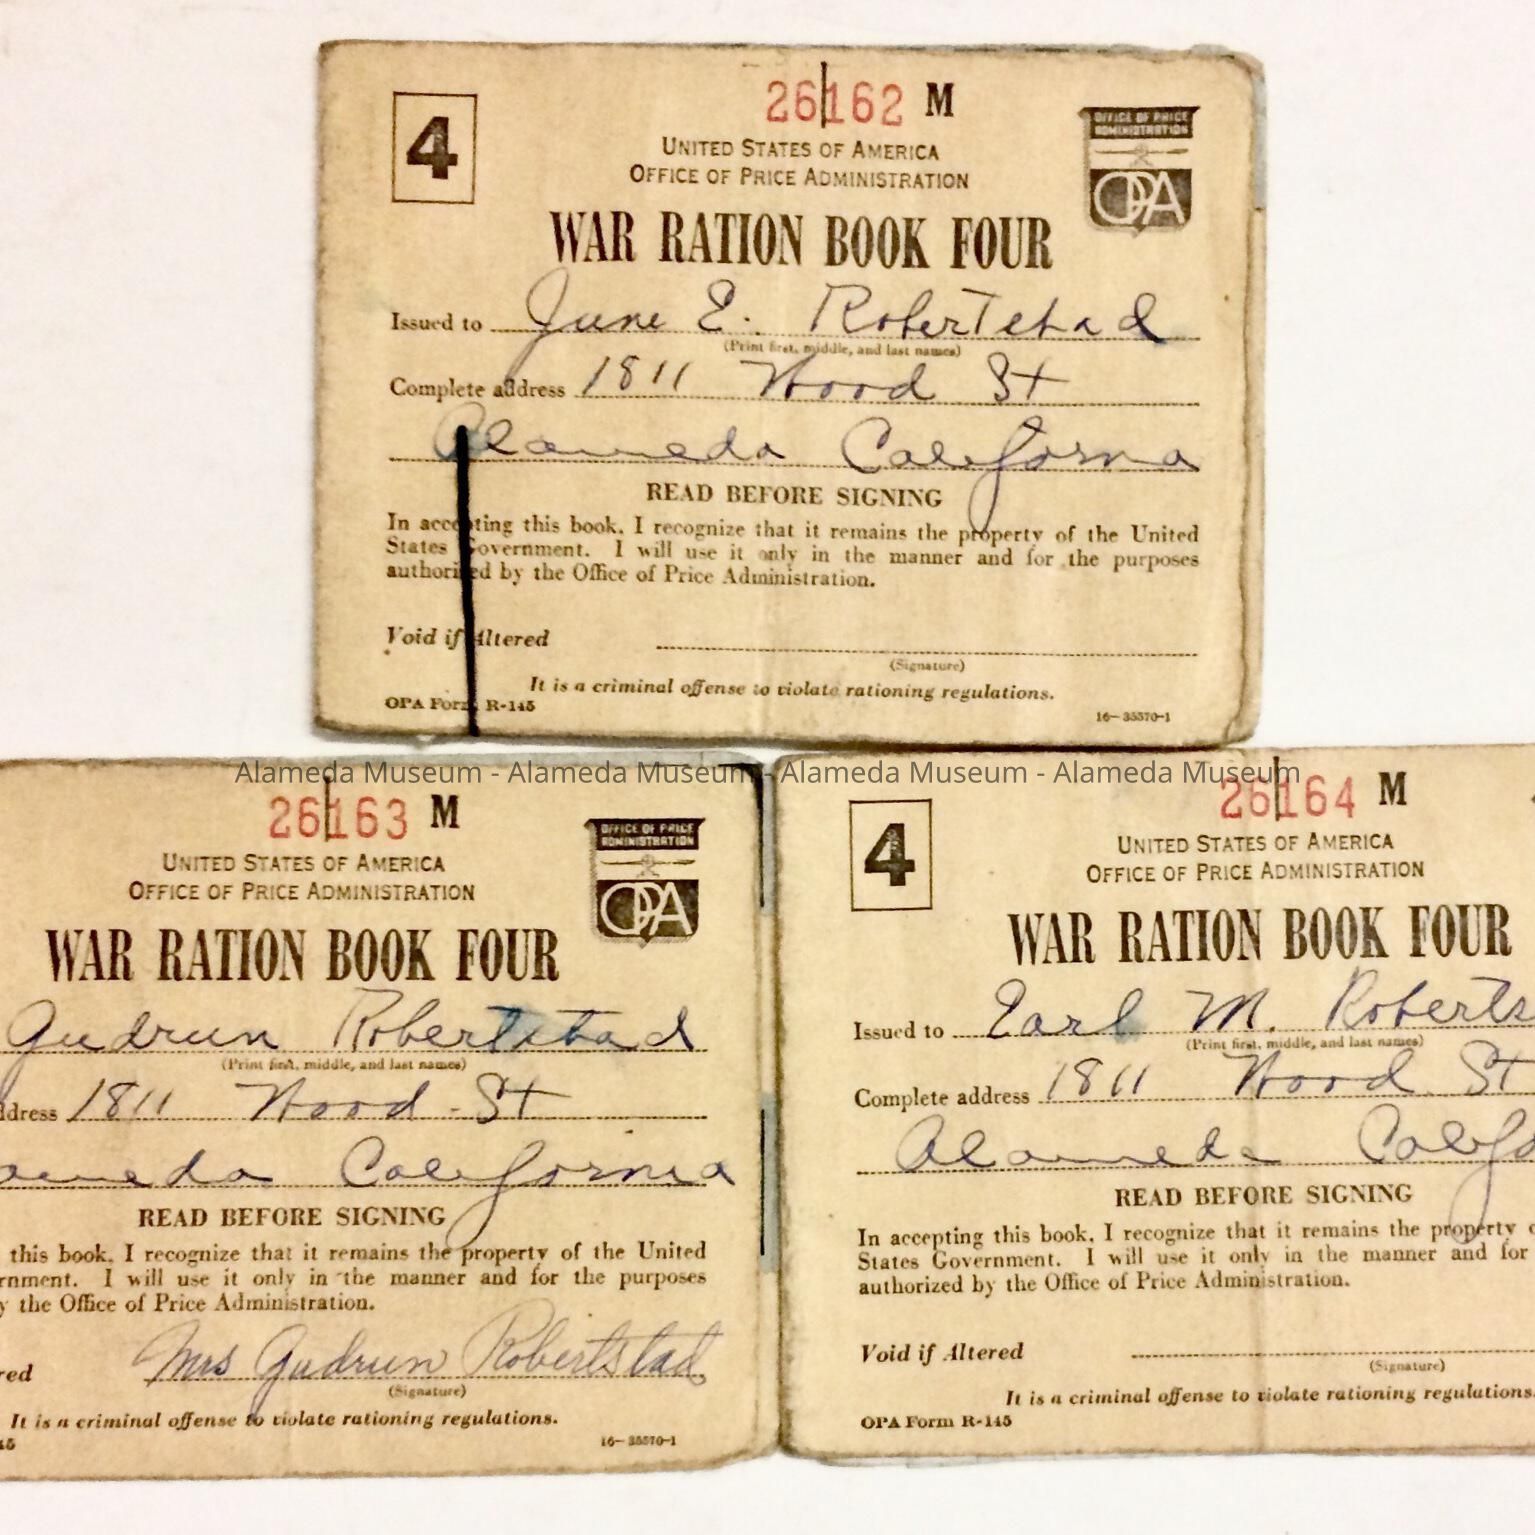 4
26162 M
OFFICE OF PRICE
ADMINISTRATION
OPA
UNITED STATES OF AMERICA
OFFICE OF PRICE ADMINISTRATION
WAR RATION BOOK FOUR
Issued to June E. Robertstad
(Print first, middle, and last names)
Complete address 1811 Wood St
Alameda California
READ BEFORE SIGNING
In accepting this book, I recognize that it remains the property of the United
States Government. I will use it only in the manner and for the purposes
authorized by the Office of Price Administration.
Void if Altered
(Signature)
It is a criminal offense to violate rationing regulations.
OPA Form R-145
16-35570-1
Alameda Museum - Alameda Museum - Alameda Museum - Alameda Museum
26163 M
OFFICE OF PRICE
ADMINISTRATION
OPA
UNITED STATES OF AMERICA
OFFICE OF PRICE ADMINISTRATION
WAR RATION BOOK FOUR
Gudrun Robertstad
(Print first, middle, and last names)
ddress 1811 Wood St
ameda California
READ BEFORE SIGNING
this book, I recognize that it remains the property of the United
rnment. I will use it only in the manner and for the purposes
y the Office of Price Administration.
red Mrs Gudrun Robertstad
(Signature)
It is a criminal offense to violate rationing regulations.
45
16-35570-1
4
26164 M
UNITED STATES OF AMERICA
OFFICE OF PRICE ADMINISTRATION
WAR RATION BOOK FOUR
Issued to Earl M. Roberts
(Print first, middle, and last names)
Complete address 1811 Wood St
Alameda Califo
READ BEFORE SIGNING
In accepting this book, I recognize that it remains the property o
States Government. I will use it only in the manner and for
authorized by the Office of Price Administration.
Void if Altered
(Signature)
It is a criminal offense to violate rationing regulations.
OPA Form R-145